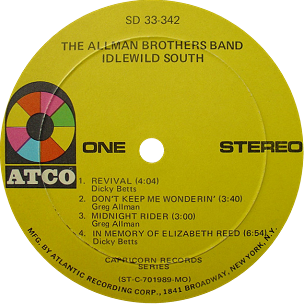 SD 33-342
THE ALLMAN BROTHERS BAND
IDLEWILD SOUTH
ATCO
ONE
STEREO
1. REVIVAL (4:04)
Dicky Betts
2. DON'T KEEP ME WONDERIN' (3:40)
Greg Allman
3. MIDNIGHT RIDER (3:00)
Greg Allman
4. IN MEMORY OF ELIZABETH REED (6:54)
Dicky Betts
CAPRICORN RECORDS
SERIES
(ST-C-701989-MO)
MFG. BY ATLANTIC RECORDING CORP., 1841 BROADWAY, NEW YORK, N.Y.